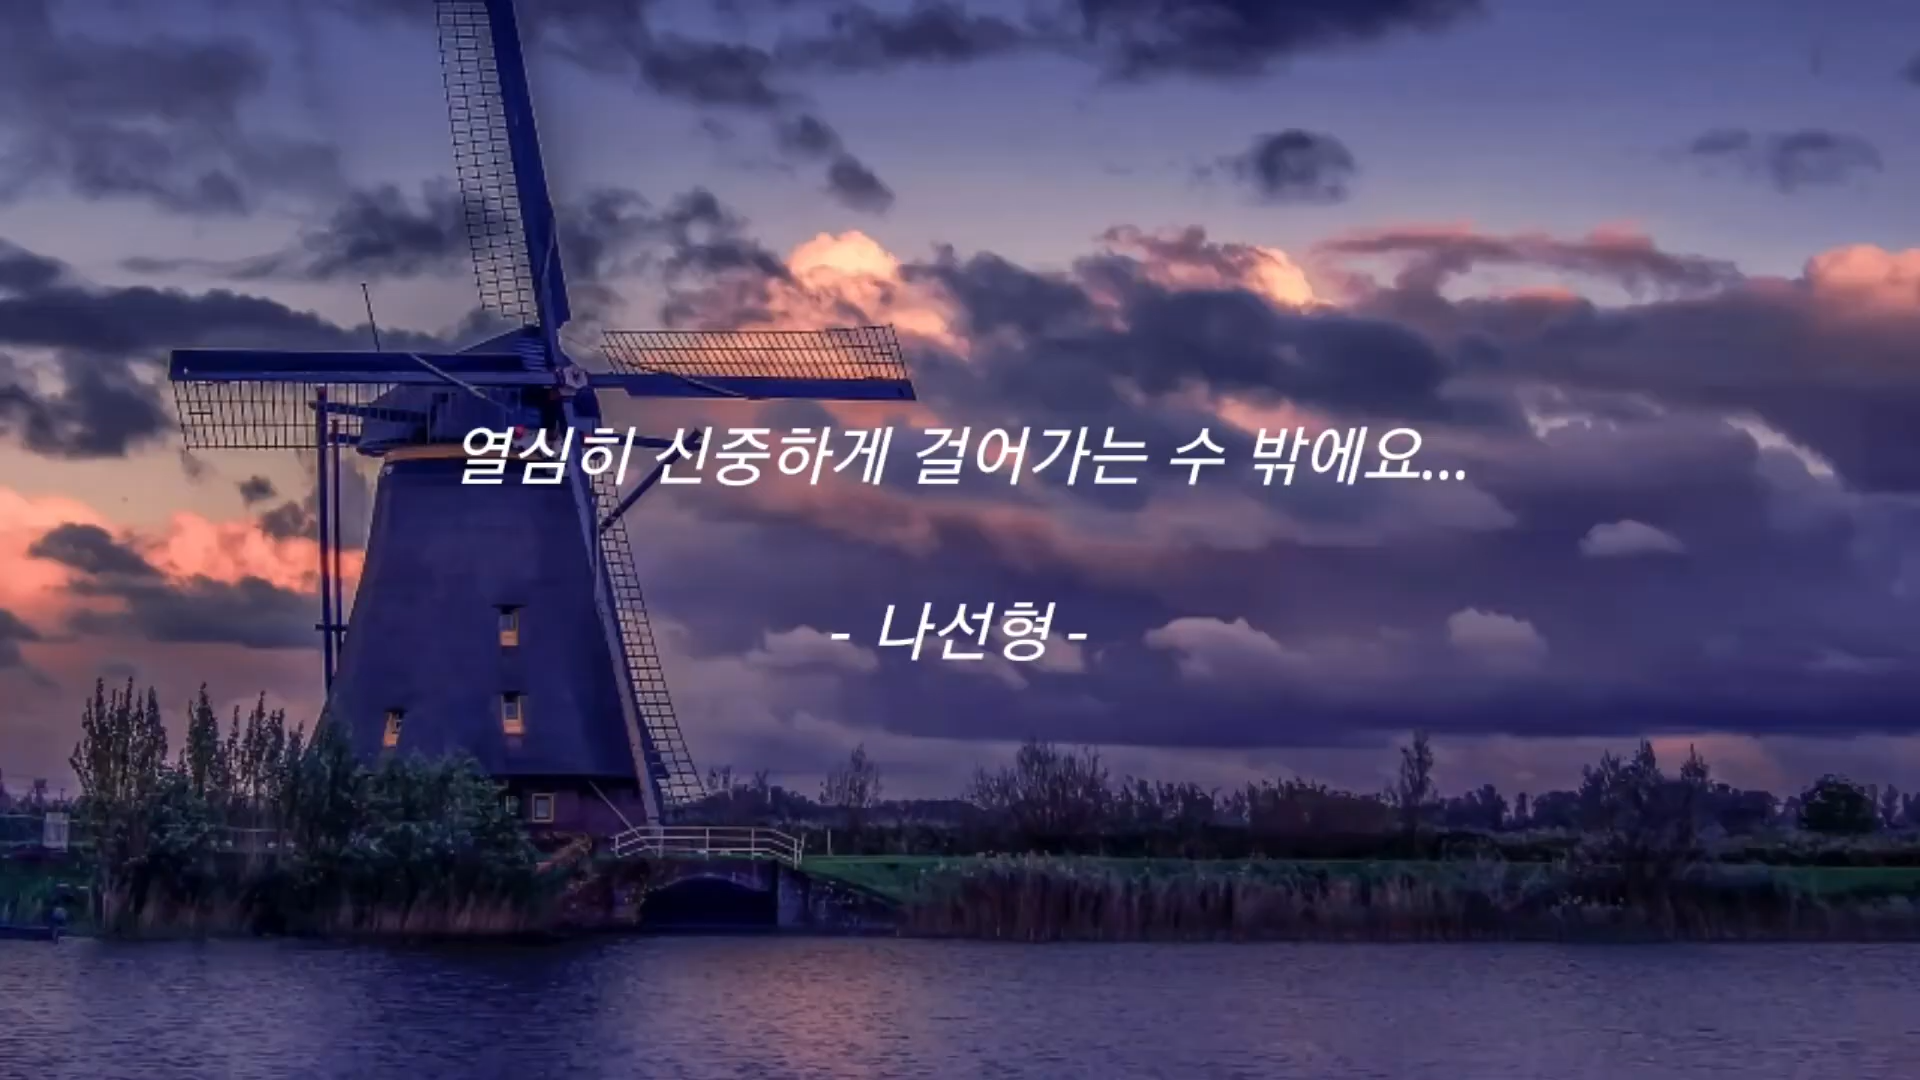 열심히 신중하게 걸어가는 수 밖에요...
- 나선형 -